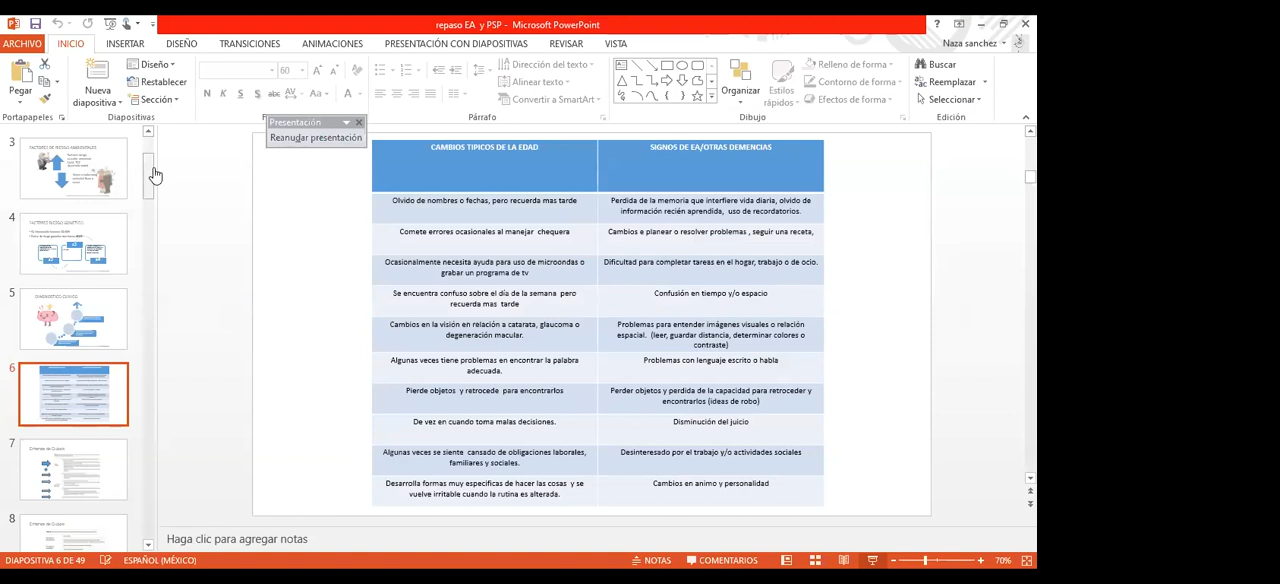 repaso EA y PSP - Microsoft PowerPoint
ARCHIVO INICIO INSERTAR DISEÑO TRANSICIONES ANIMACIONES PRESENTACIÓN CON DIAPOSITIVAS REVISAR VISTA
Naza sanchez
Pegar
Nueva
diapositiva
Diseño
Restablecer
Sección
60
N K S S abc AV Aa A
Dirección del texto
Alinear texto
Convertir a SmartArt
Organizar
Estilos
rápidos
Relleno de forma
Contorno de forma
Efectos de forma
Buscar
Reemplazar
Seleccionar
Portapapeles
Diapositivas
Párrafo
Dibujo
Edición
Presentación
Reanudar presentación
3
4
5
6
7
8
CAMBIOS TIPICOS DE LA EDAD
SIGNOS DE EA/OTRAS DEMENCIAS
Olvido de nombres o fechas, pero recuerda mas tarde
Perdida de la memoria que interfiere vida diaria, olvido de
información recién aprendida, uso de recordatorios.
Comete errores ocasionales al manejar chequera
Cambios e planear o resolver problemas , seguir una receta,
Ocasionalmente necesita ayuda para uso de microondas o
grabar un programa de tv
Dificultad para completar tareas en el hogar, trabajo o de ocio.
Se encuentra confuso sobre el día de la semana pero
recuerda mas tarde
Confusión en tiempo y/o espacio
Cambios en la visión en relación a catarata, glaucoma o
degeneración macular.
Problemas para entender imágenes visuales o relación
espacial. (leer, guardar distancia, determinar colores o
contraste)
Algunas veces tiene problemas en encontrar la palabra
adecuada.
Problemas con lenguaje escrito o habla
Pierde objetos y retrocede para encontrarlos
Perder objetos y perdida de la capacidad para retroceder y
encontrarlos (ideas de robo)
De vez en cuando toma malas decisiones.
Disminución del juicio
Algunas veces se siente cansado de obligaciones laborales,
familiares y sociales.
Desinteresado por el trabajo y/o actividades sociales
Desarrolla formas muy especificas de hacer las cosas y se
vuelve irritable cuando la rutina es alterada.
Cambios en animo y personalidad
Haga clic para agregar notas
DIAPOSITIVA 6 DE 49 ESPAÑOL (MÉXICO) NOTAS COMENTARIOS 70%